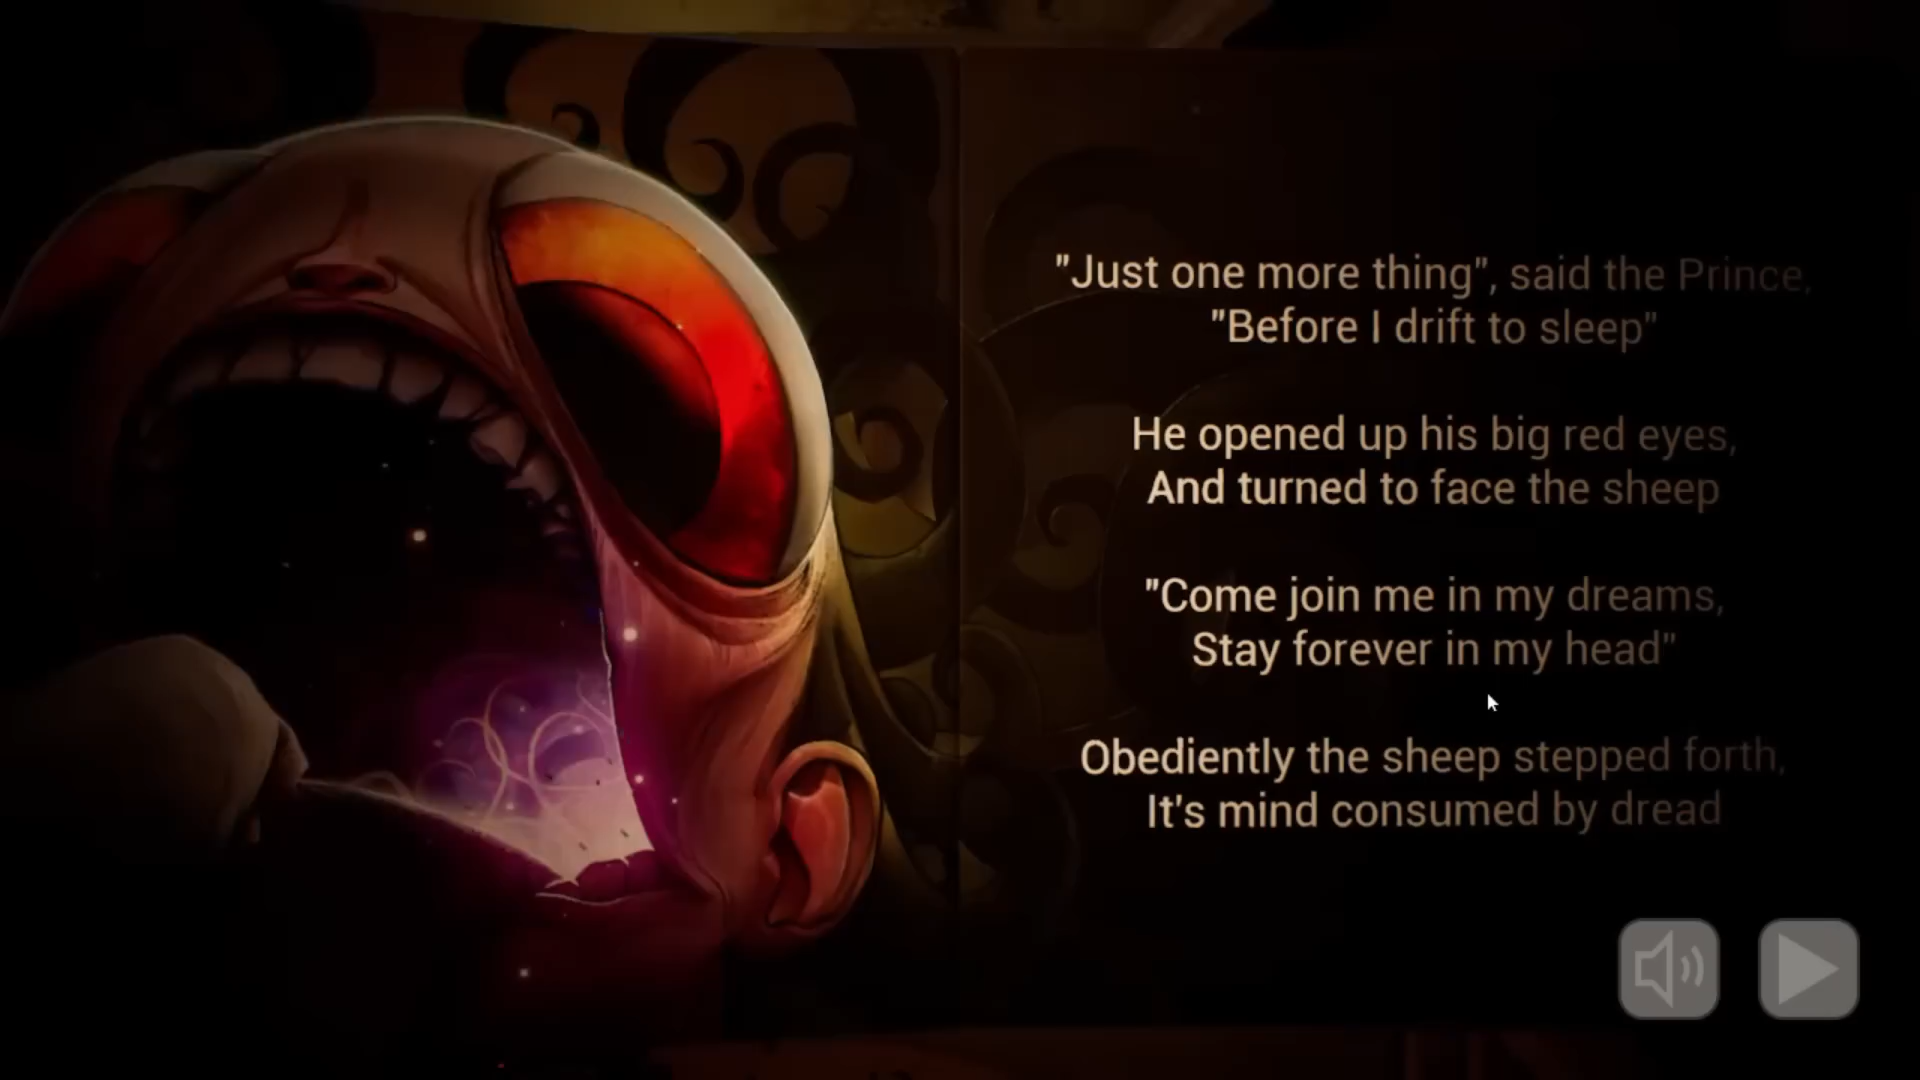 "Just one more thing", said the Prince,
"Before I drift to sleep"
He opened up his big red eyes,
And turned to face the sheep
"Come join me in my dreams,
Stay forever in my head"
Obediently the sheep stepped forth,
It's mind consumed by dread